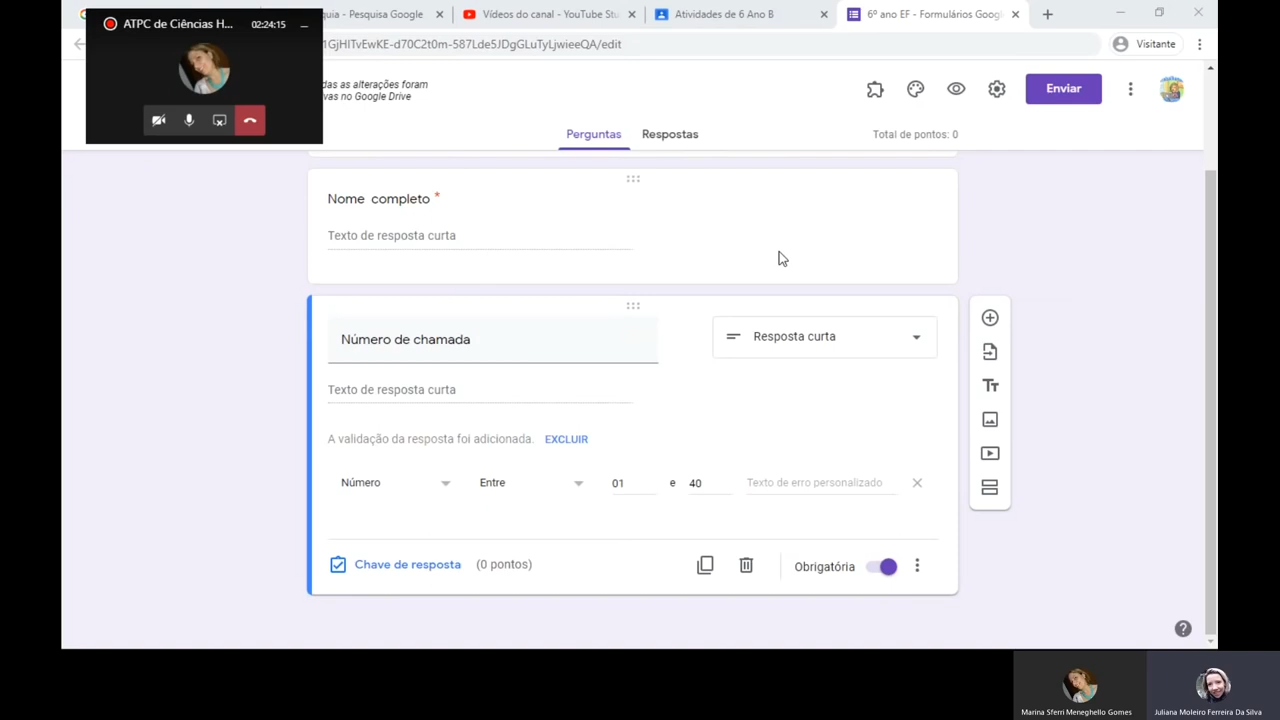 ATPC de Ciências H... 02:24:15
uia - Pesquisa Google
Vídeos do canal - YouTube Stu
Atividades de 6 Ano B
6º ano EF - Formulários Goog
1GjHlTvEwKE-d70C2t0m-587Lde5JDgGLuTyLjwieeQA/edit
Visitante
das as alterações foram
vas no Google Drive
Enviar
Perguntas Respostas Total de pontos: 0
Nome completo *
Texto de resposta curta
Número de chamada
Resposta curta
Texto de resposta curta
A validação da resposta foi adicionada. EXCLUIR
Número Entre 01 e 40 Texto de erro personalizado
Chave de resposta (0 pontos) Obrigatória
Marina Sferri Meneghello Gomes
Juliana Moleiro Ferreira Da Silva